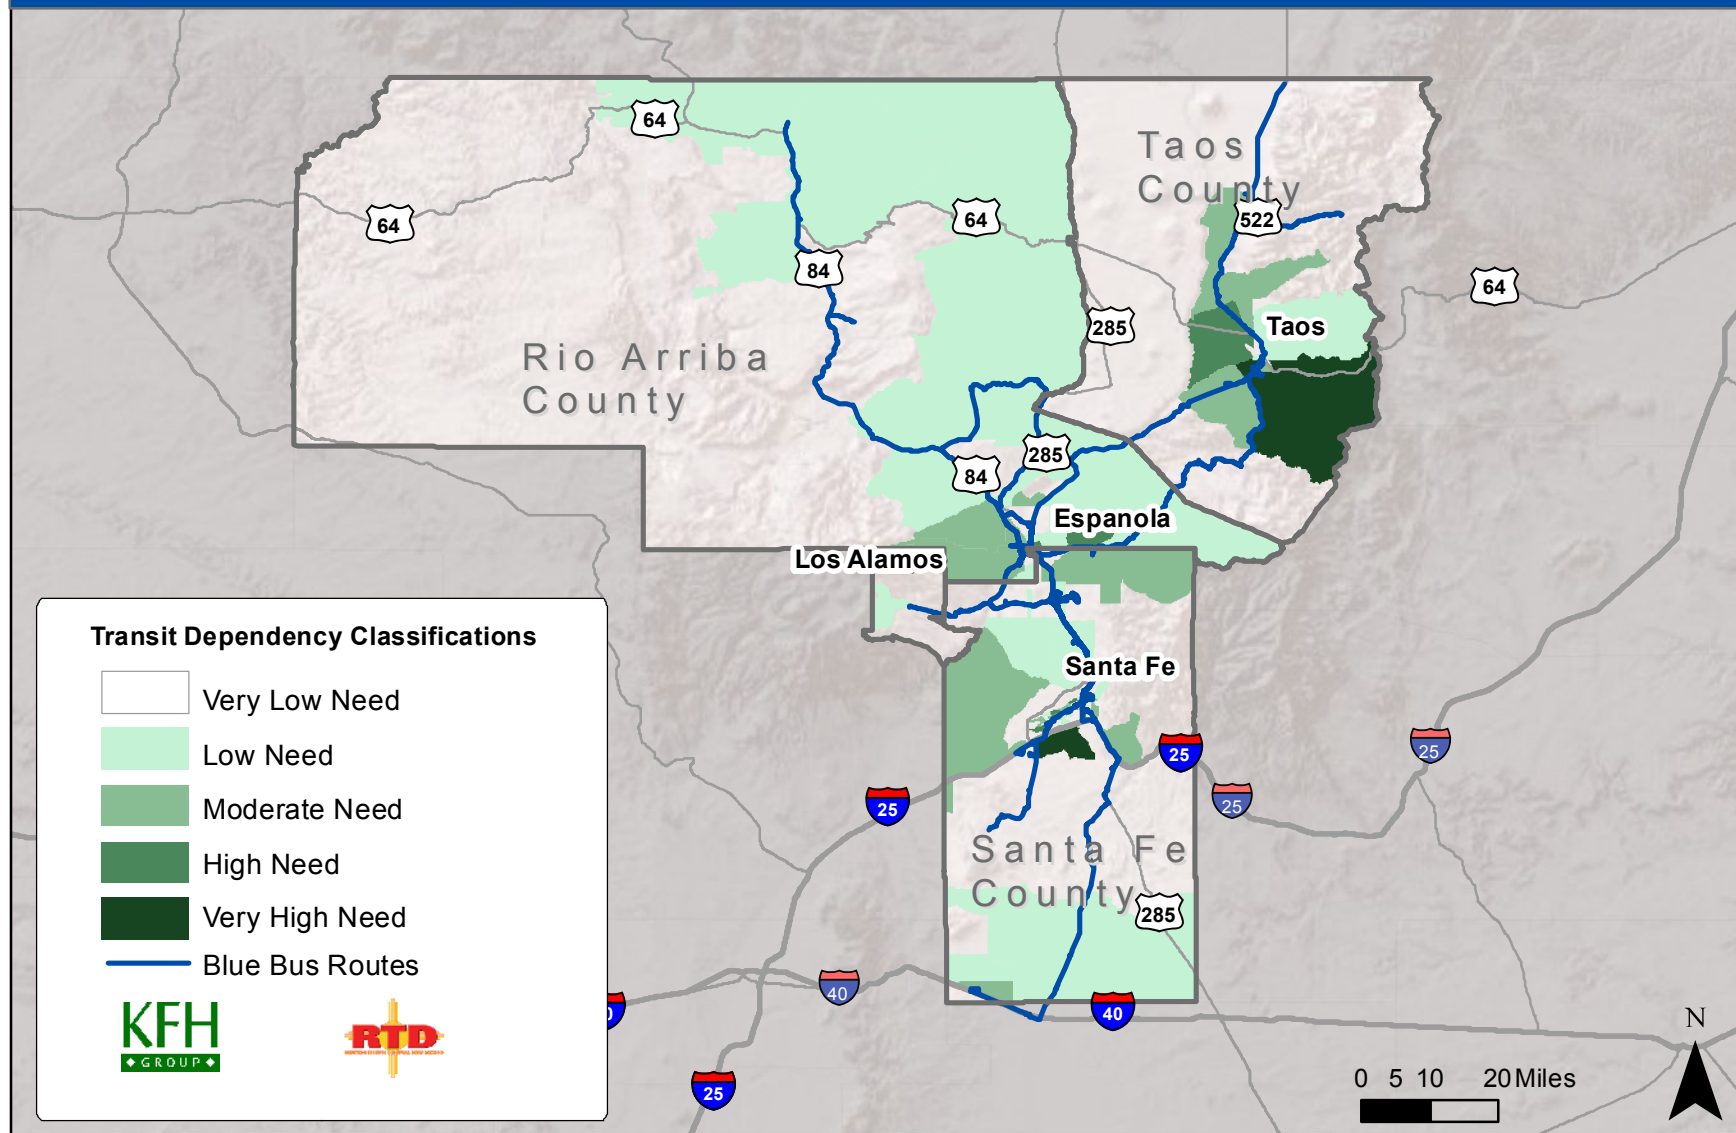 64
Taos
County
64
64
522
84
64
285
Taos
Rio Arriba
County
285
84
Espanola
Los Alamos
Santa Fe
25
25
25
25
Santa Fe
County
285
40
40
25
Transit Dependency Classifications
Very Low Need
Low Need
Moderate Need
High Need
Very High Need
Blue Bus Routes
KFH
GROUP
RTD
N
0 5 10 20 Miles